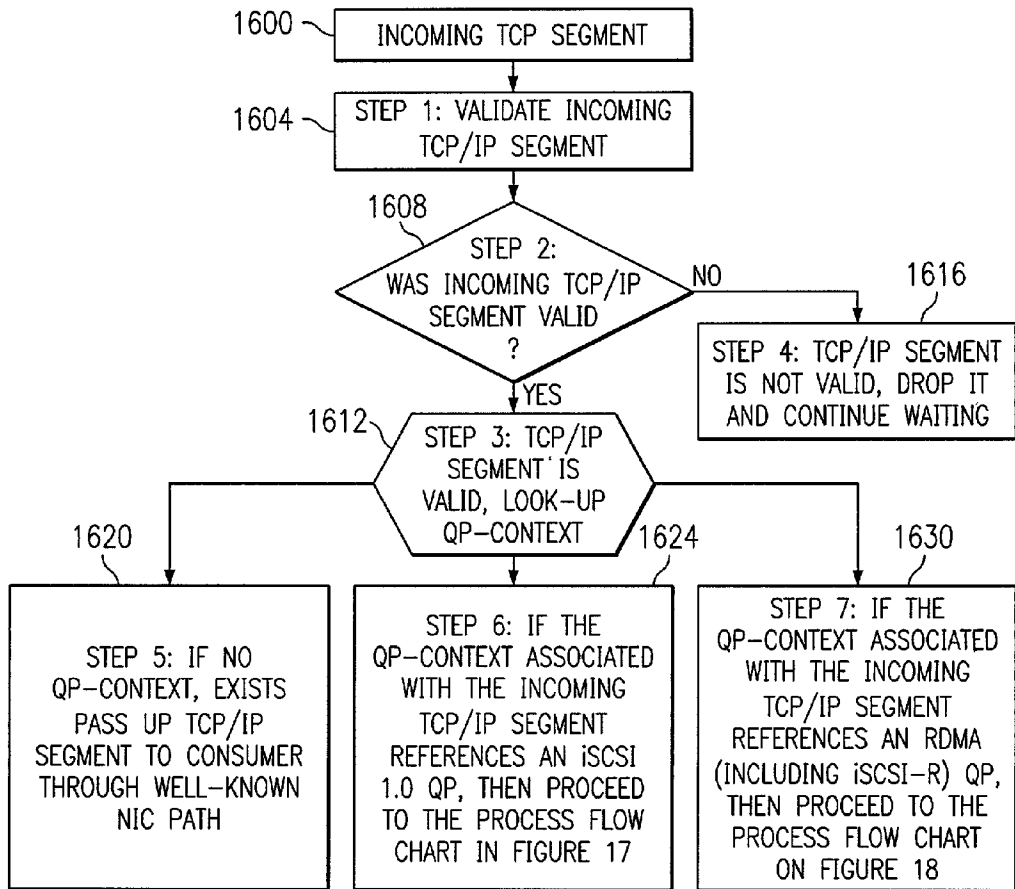 1600
INCOMING TCP SEGMENT
1604
STEP 1: VALIDATE INCOMING
TCP/IP SEGMENT
1608
STEP 2:
WAS INCOMING TCP/IP
SEGMENT VALID
?
NO
1616
STEP 4: TCP/IP SEGMENT
IS NOT VALID, DROP IT
AND CONTINUE WAITING
YES
1612
STEP 3: TCP/IP
SEGMENT IS
VALID, LOOK-UP
QP-CONTEXT
1620
STEP 5: IF NO
QP-CONTEXT, EXISTS
PASS UP TCP/IP
SEGMENT TO CONSUMER
THROUGH WELL-KNOWN
NIC PATH
1624
STEP 6: IF THE
QP-CONTEXT ASSOCIATED
WITH THE INCOMING
TCP/IP SEGMENT
REFERENCES AN iSCSI
1.0 QP, THEN PROCEED
TO THE PROCESS FLOW
CHART IN FIGURE 17
1630
STEP 7: IF THE
QP-CONTEXT ASSOCIATED
WITH THE INCOMING
TCP/IP SEGMENT
REFERENCES AN RDMA
(INCLUDING iSCSI-R) QP,
THEN PROCEED TO THE
PROCESS FLOW CHART
ON FIGURE 18